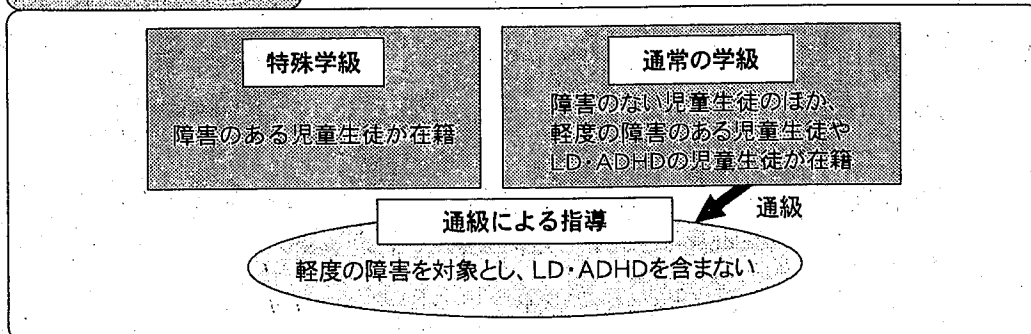 特殊学級
障害のある児童生徒が在籍
通常の学級
障害のない児童生徒のほか、
軽度の障害のある児童生徒や
LD・ADHDの児童生徒が在籍
通級
通級による指導
軽度の障害を対象とし、LD・ADHDを含まない